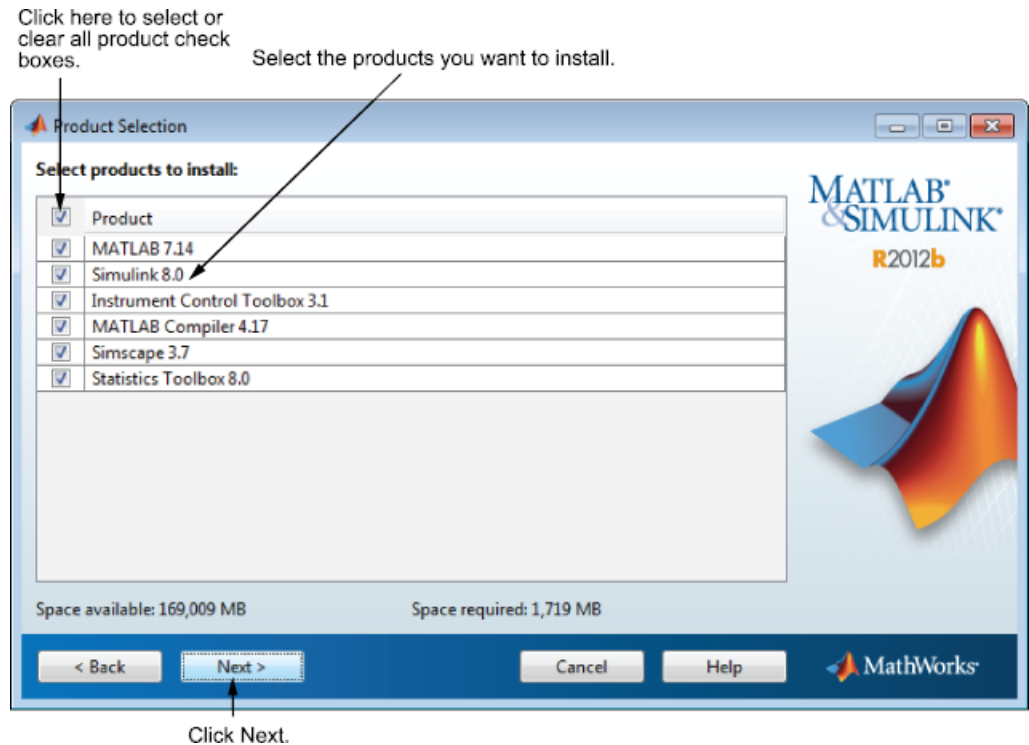 Click here to select or
clear all product check
boxes.
Select the products you want to install.
Product Selection
Select products to install:
Product
MATLAB 7.14
Simulink 8.0
Instrument Control Toolbox 3.1
MATLAB Compiler 4.17
Simscape 3.7
Statistics Toolbox 8.0
MATLAB®
&SIMULINK®
R2012b
Space available: 169,009 MB
Space required: 1,719 MB
< Back
Next >
Cancel
Help
MathWorks®
Click Next.